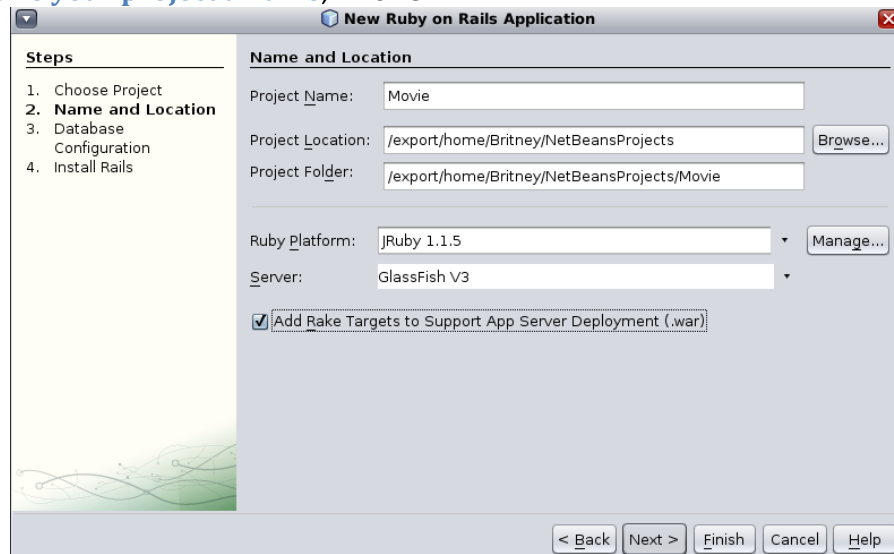 New Ruby on Rails Application
Steps
1. Choose Project
2. Name and Location
3. Database
Configuration
4. Install Rails
Name and Location
Project Name: Movie
Project Location: /export/home/Britney/NetBeansProjects Browse...
Project Folder: /export/home/Britney/NetBeansProjects/Movie
Ruby Platform: JRuby 1.1.5 Manage...
Server: GlassFish V3
Add Rake Targets to Support App Server Deployment (.war)
< Back Next > Finish Cancel Help